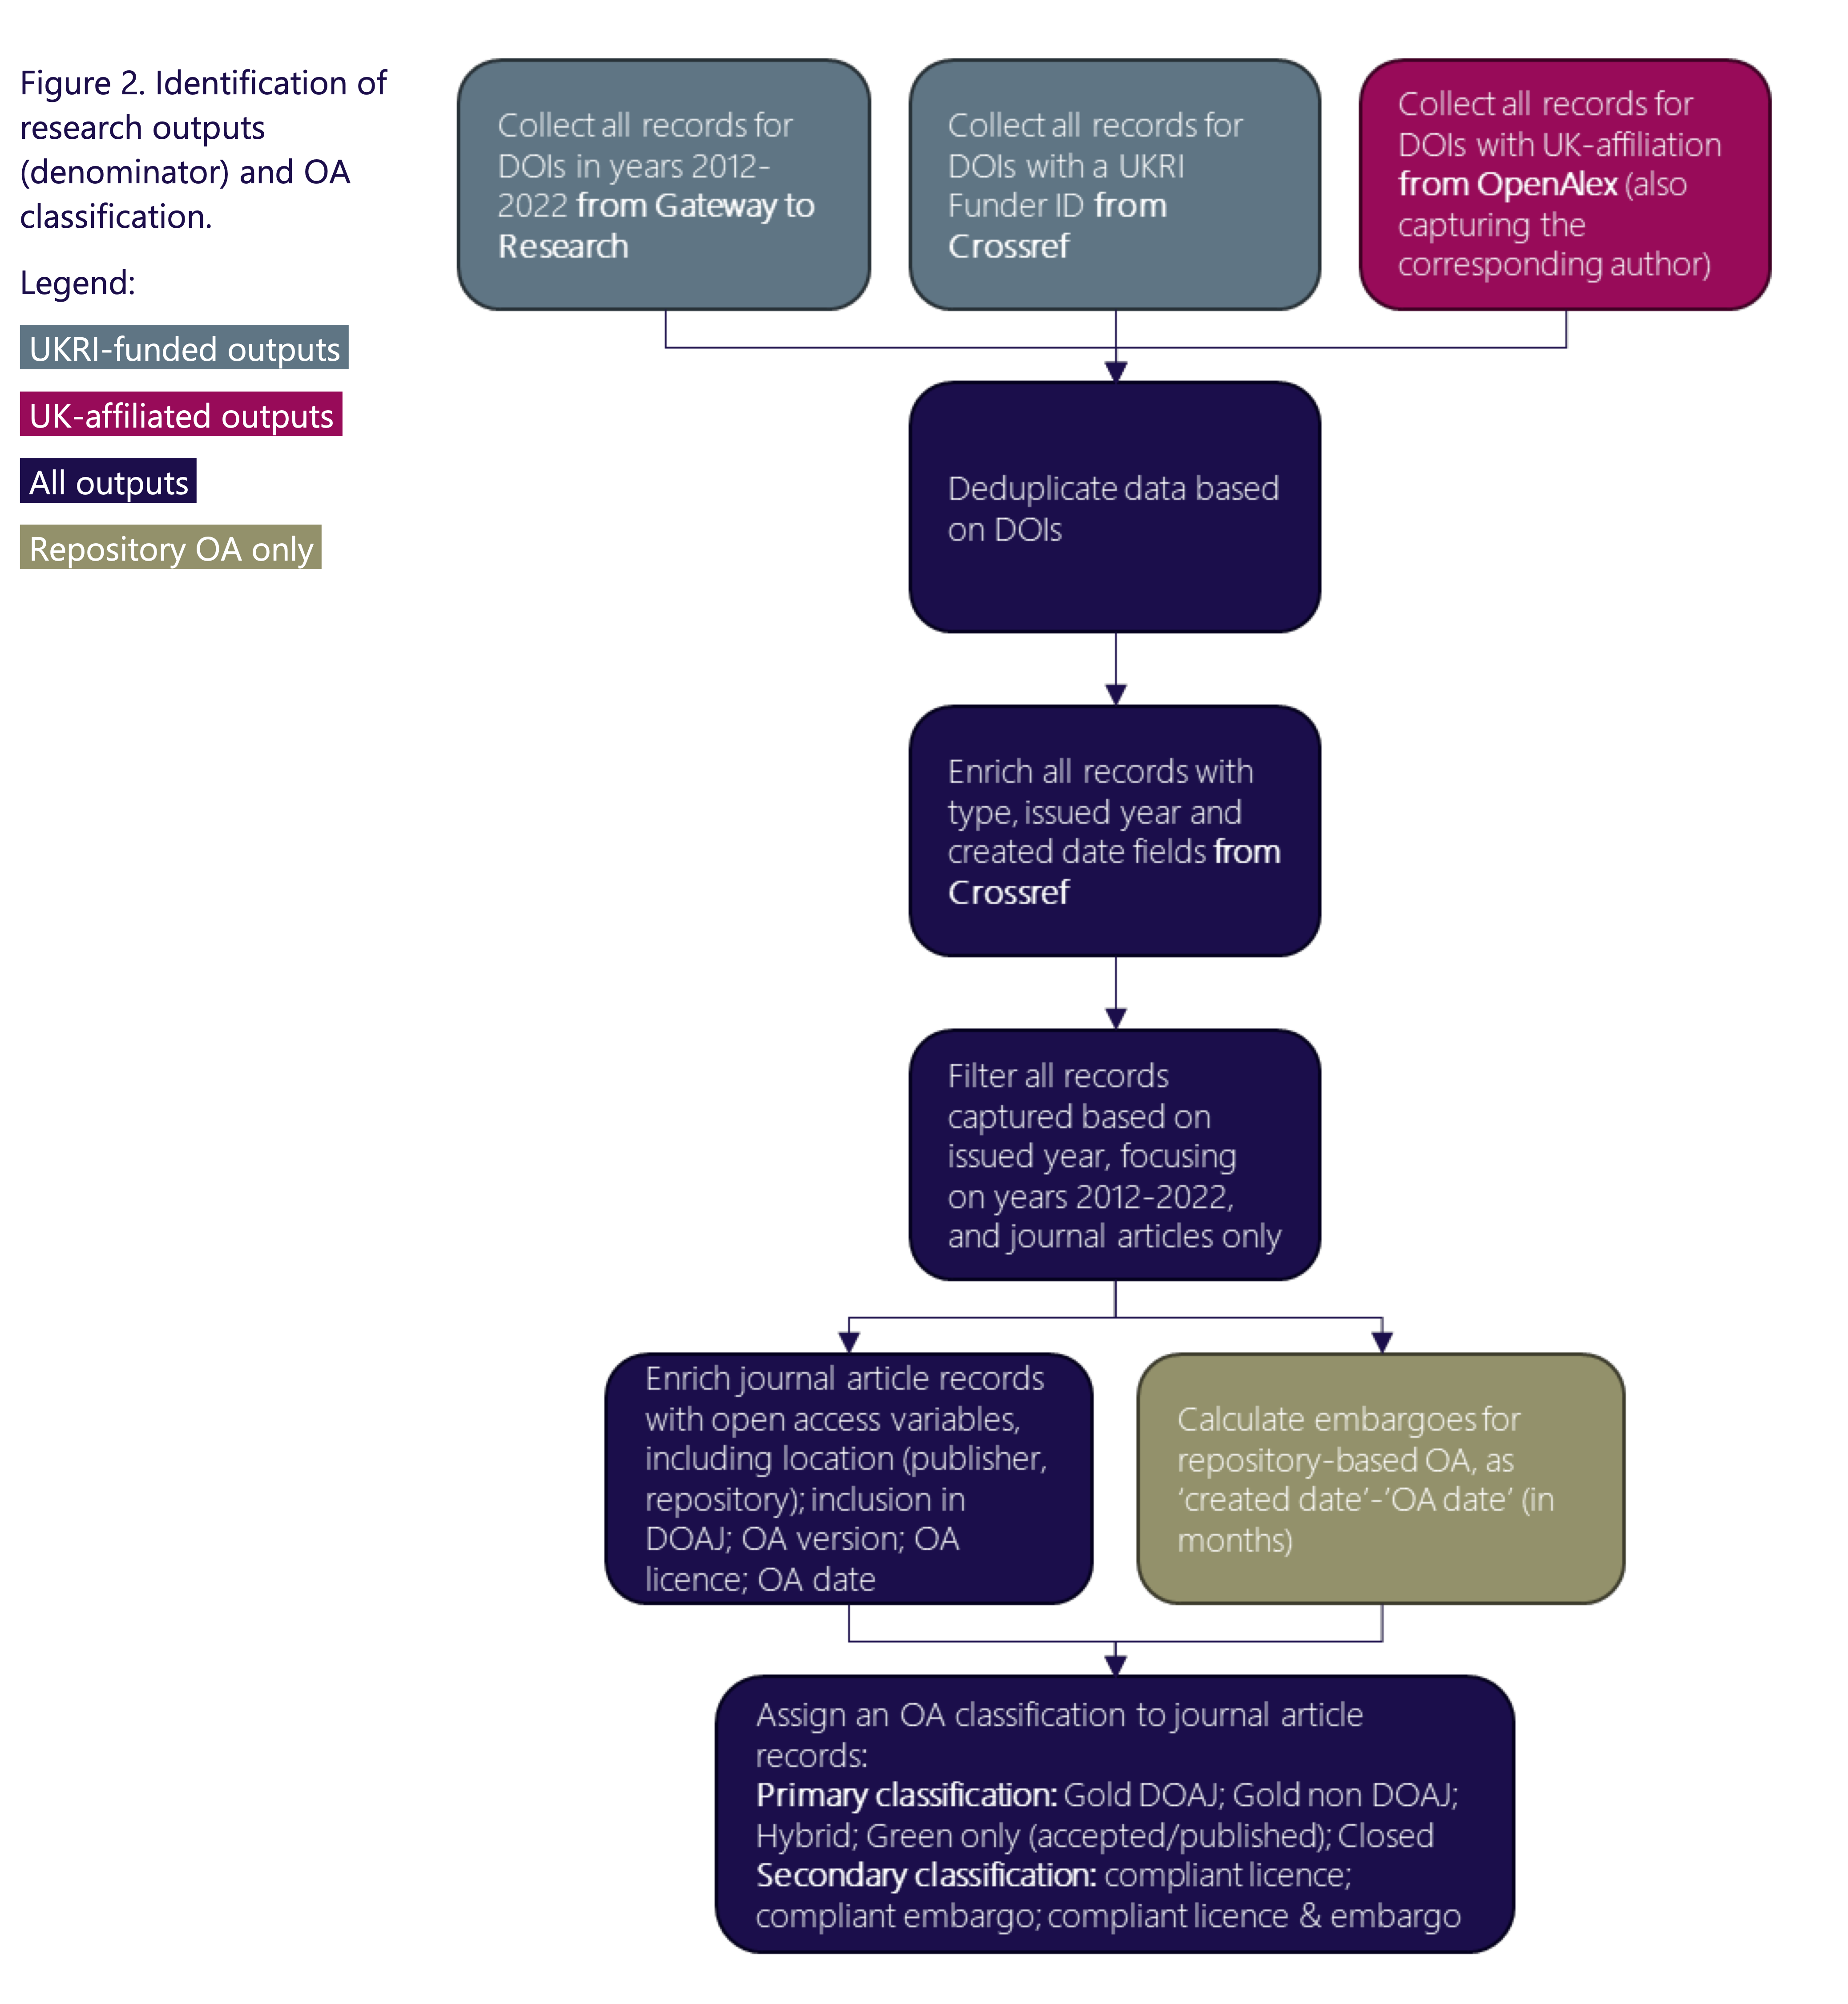 Figure 2. Identification of
research outputs
(denominator) and OA
classification.
Legend:
UKRI-funded outputs
UK-affiliated outputs
All outputs
Repository OA only
Collect all records for
DOIs in years 2012-
2022 from Gateway to
Research
Collect all records for
DOIs with a UKRI
Funder ID from
Crossref
Collect all records for
DOIs with UK-affiliation
from OpenAlex (also
capturing the
corresponding author)
Deduplicate data based
on DOIs
Enrich all records with
type, issued year and
created date fields from
Crossref
Filter all records
captured based on
issued year, focusing
on years 2012-2022,
and journal articles only
Enrich journal article records
with open access variables,
including location (publisher,
repository); inclusion in
DOAJ; OA version; OA
licence; OA date
Calculate embargoes for
repository-based OA, as
‘created date’-’OA date’ (in
months)
Assign an OA classification to journal article
records:
Primary classification: Gold DOAJ; Gold non DOAJ;
Hybrid; Green only (accepted/published); Closed
Secondary classification: compliant licence;
compliant embargo; compliant licence & embargo